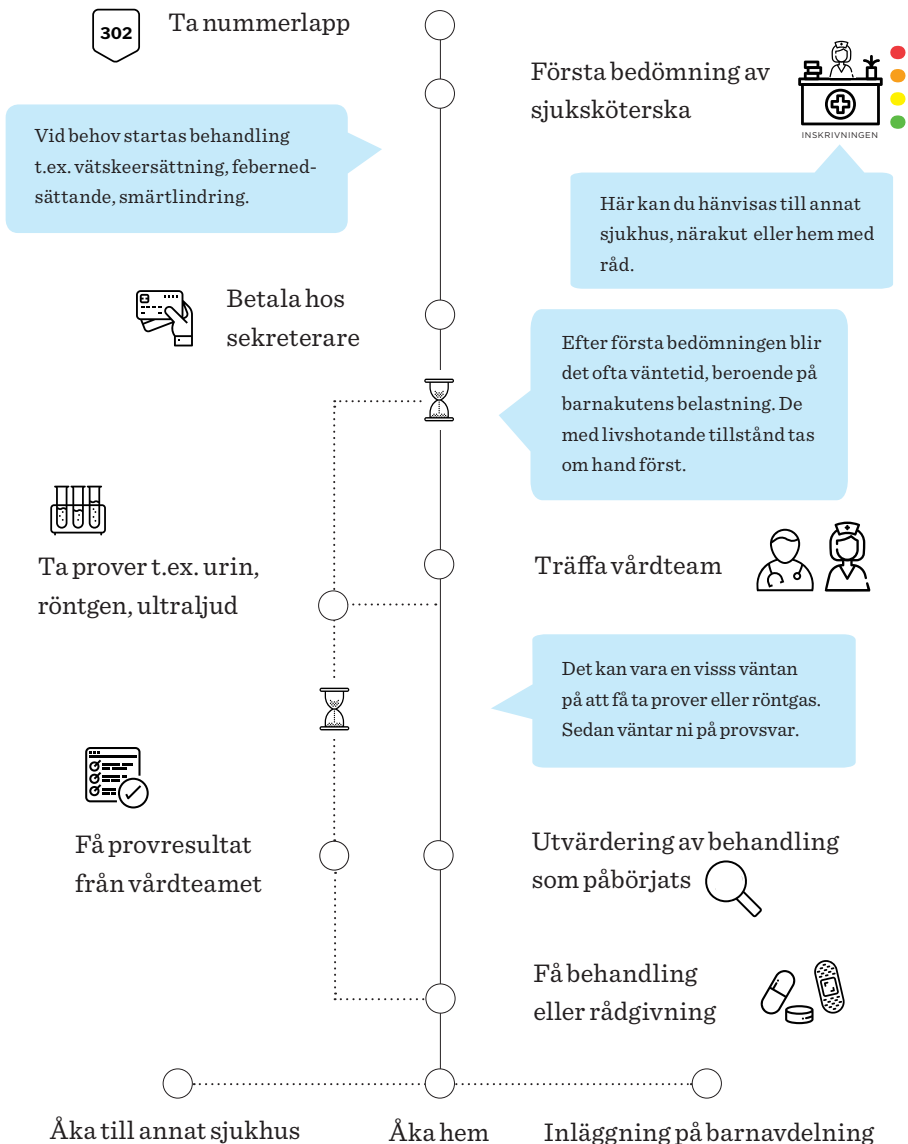 302
Ta nummerlapp
Första bedömning av
sjuksköterska
INSKRIVNINGEN
Vid behov startas behandling
t.ex. vätskeersättning, feberned-
sättande, smärtlindring.
Här kan du hänvisas till annat
sjukhus, närakut eller hem med
råd.
Betala hos
sekreterare
Efter första bedömningen blir
det ofta väntetid, beroende på
barnakutens belastning. De
med livshotande tillstånd tas
om hand först.
Ta prover t.ex. urin,
röntgen, ultraljud
Träffa vårdteam
Det kan vara en visss väntan
på att få ta prover eller röntgas.
Sedan väntar ni på provsvar.
Få provresultat
från vårdteamet
Utvärdering av behandling
som påbörjats
Få behandling
eller rådgivning
Åka till annat sjukhus
Åka hem
Inläggning på barnavdelning